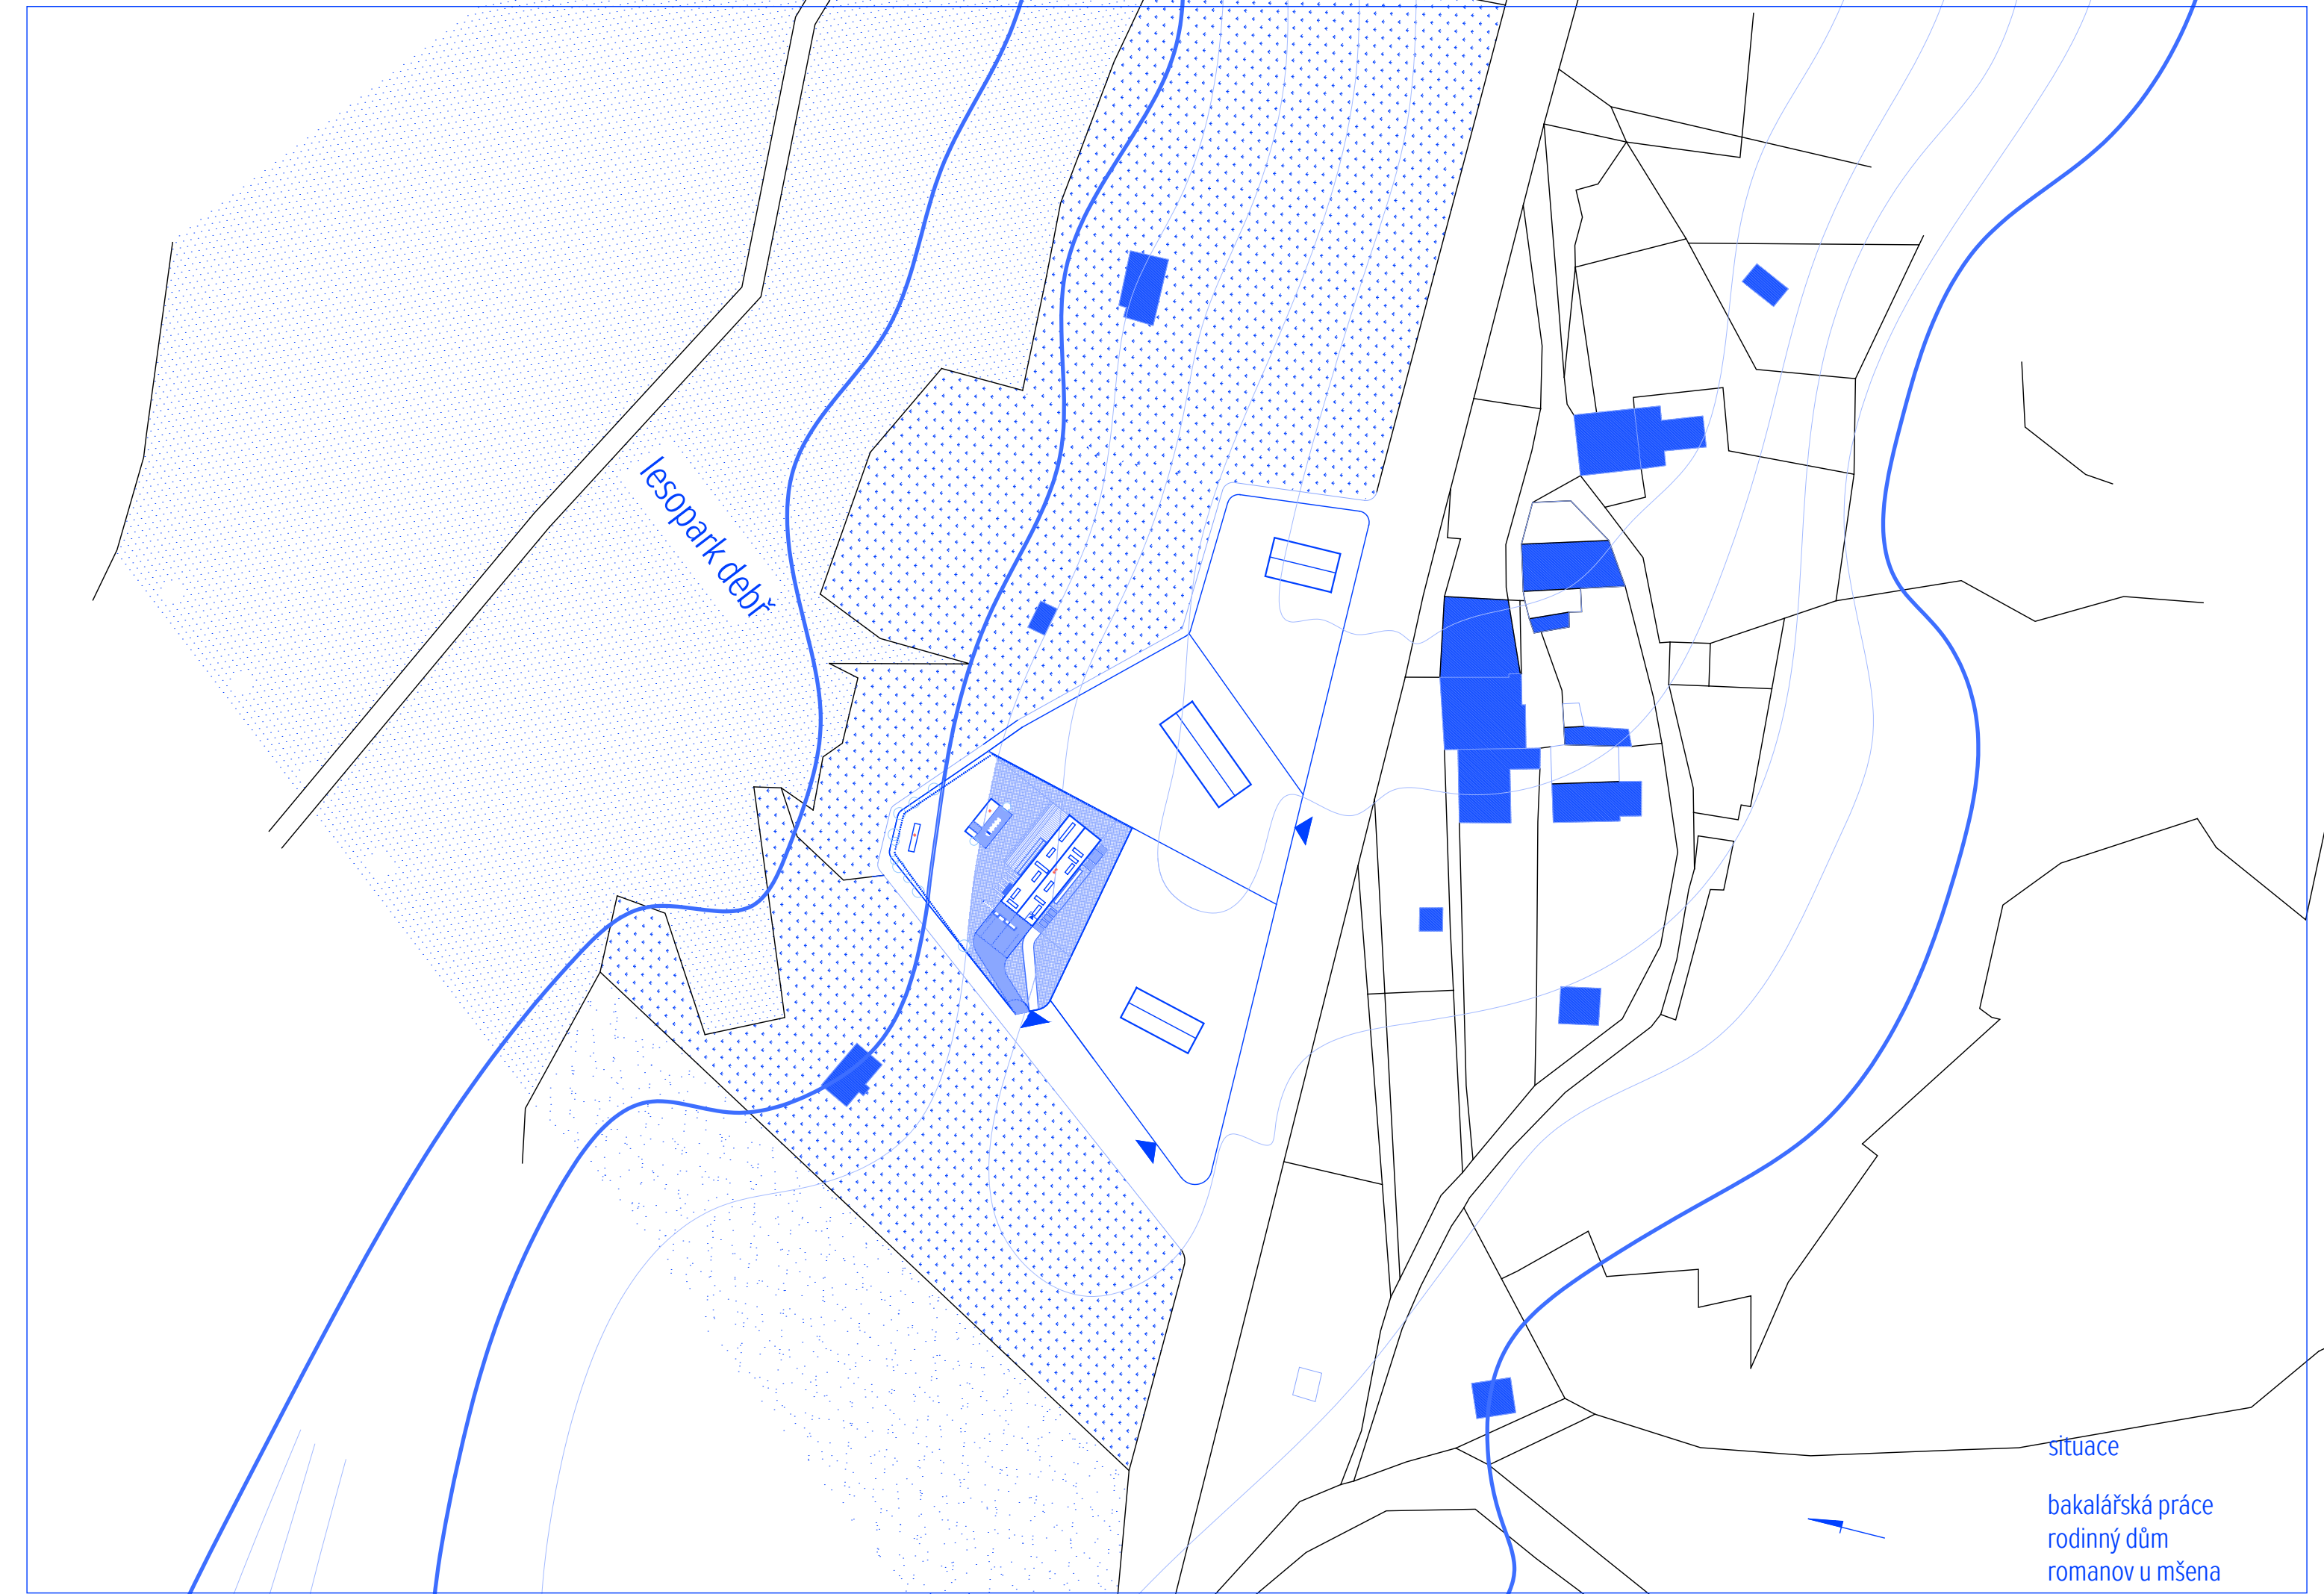 lesopark debř
situace
bakalářská práce
rodinný dům
romanov u mšena